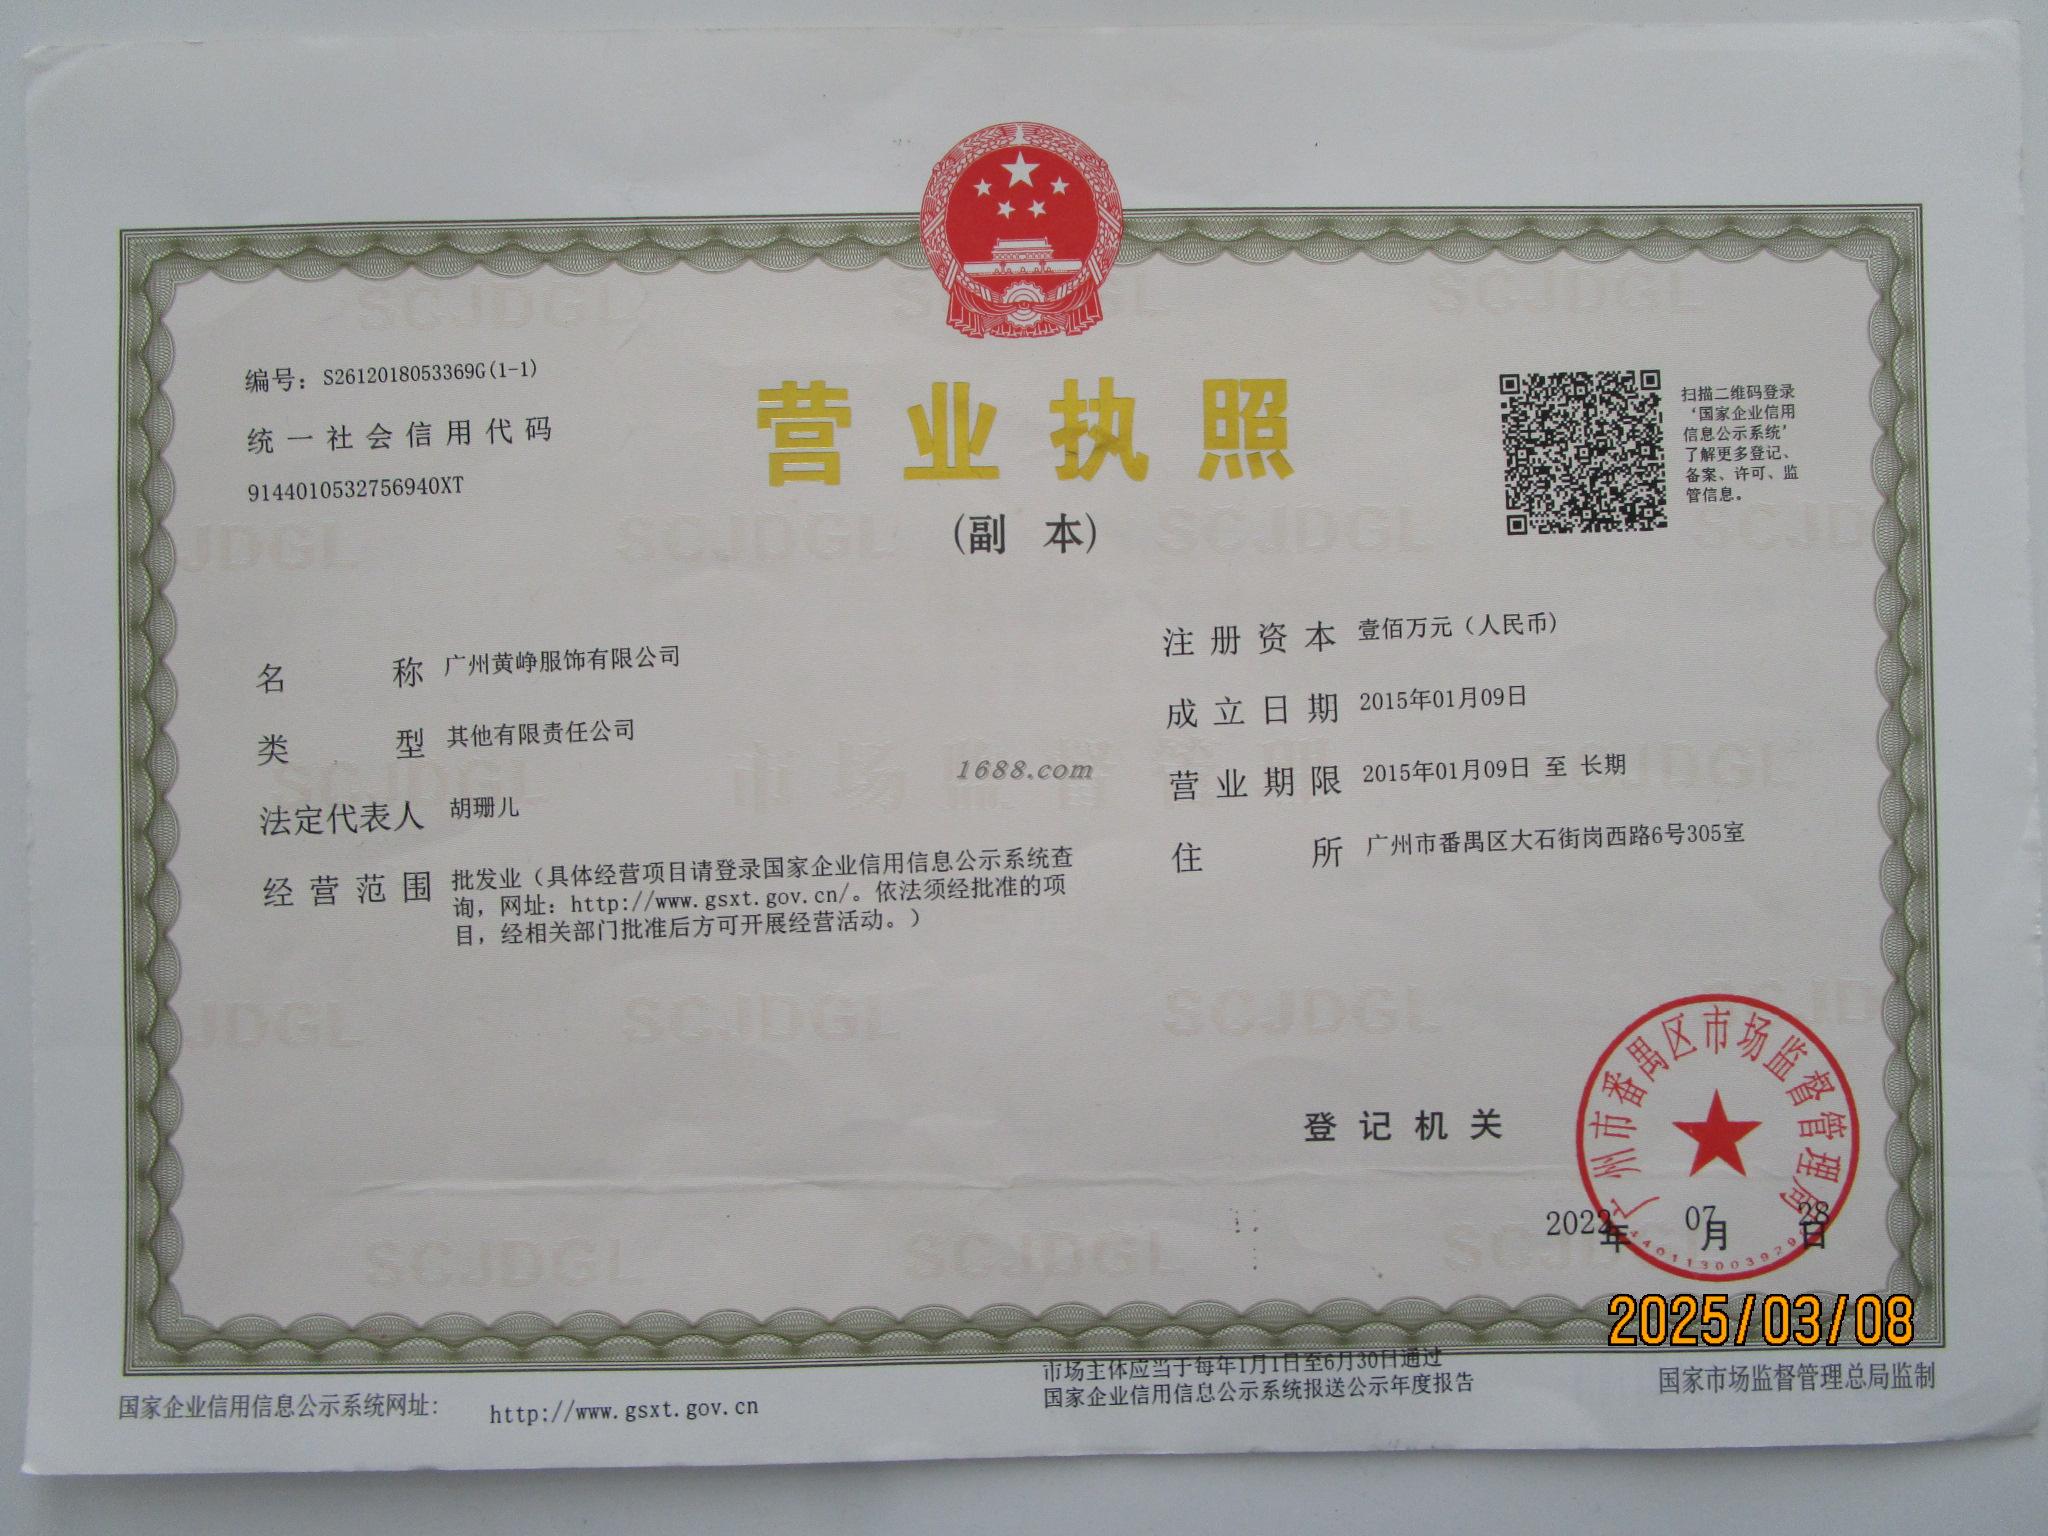 编号：S2612018053369G(1-1)
统一社会信用代码
9144010532756940XT
营业执照
(副 本)
扫描二维码登录
‘国家企业信用
信息公示系统’
了解更多登记、
备案、许可、监
管信息。
名称 广州黄峥服饰有限公司
类型 其他有限责任公司
法定代表人 胡珊儿
经营范围 批发业（具体经营项目请登录国家企业信用信息公示系统查
询，网址：http://www.gsxt.gov.cn/。依法须经批准的项
目，经相关部门批准后方可开展经营活动。）
注册资本 壹佰万元（人民币）
成立日期 2015年01月09日
营业期限 2015年01月09日 至 长期
住所 广州市番禺区大石街岗西路6号305室
1688.com
登记机关
广州市番禺区市场监督管理局
2022年07月28日
2025/03/08
国家企业信用信息公示系统网址：http://www.gsxt.gov.cn
市场主体应当于每年1月1日至6月30日通过
国家企业信用信息公示系统报送公示年度报告
国家市场监督管理总局监制